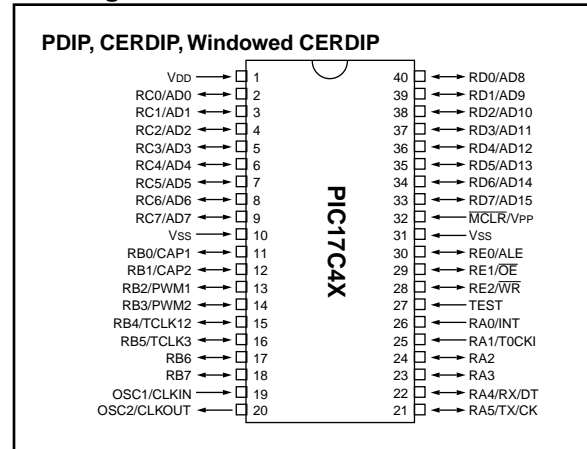 PDIP, CERDIP, Windowed CERDIP
VDD 1 40 RD0/AD8
RC0/AD0 2 39 RD1/AD9
RC1/AD1 3 38 RD2/AD10
RC2/AD2 4 37 RD3/AD11
RC3/AD3 5 36 RD4/AD12
RC4/AD4 6 35 RD5/AD13
RC5/AD5 7 34 RD6/AD14
RC6/AD6 8 33 RD7/AD15
RC7/AD7 9 32 MCLR/VPP
VSS 10 31 VSS
RB0/CAP1 11 30 RE0/ALE
RB1/CAP2 12 29 RE1/OE
RB2/PWM1 13 28 RE2/WR
RB3/PWM2 14 27 TEST
RB4/TCLK12 15 26 RA0/INT
RB5/TCLK3 16 25 RA1/T0CKI
RB6 17 24 RA2
RB7 18 23 RA3
OSC1/CLKIN 19 22 RA4/RX/DT
OSC2/CLKOUT 20 21 RA5/TX/CK
PIC17C4X